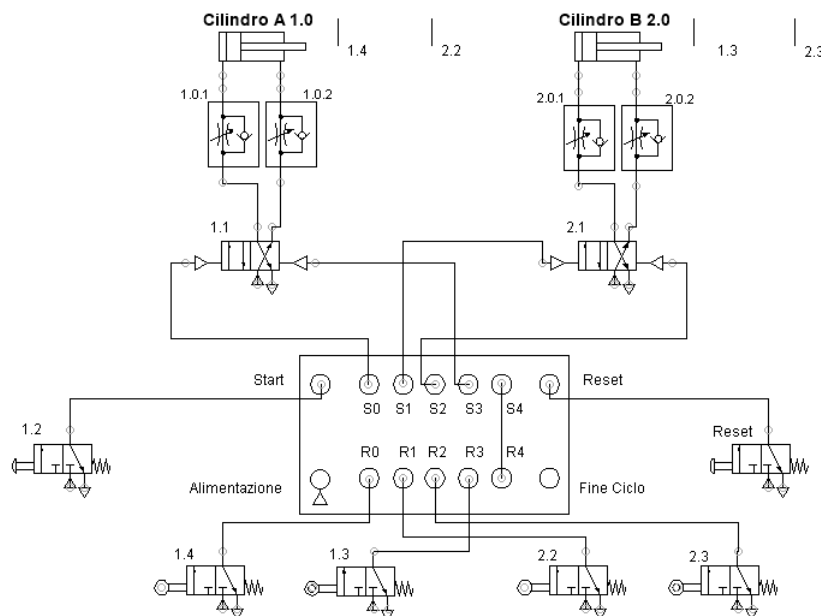 Cilindro A 1.0
Cilindro B 2.0
1.4
2.2
1.3
2.3
1.0.1
1.0.2
2.0.1
2.0.2
1.1
2.1
Start
Reset
S0 S1 S2 S3 S4
1.2
Reset
R0 R1 R2 R3 R4
Alimentazione
Fine Ciclo
1.4
1.3
2.2
2.3